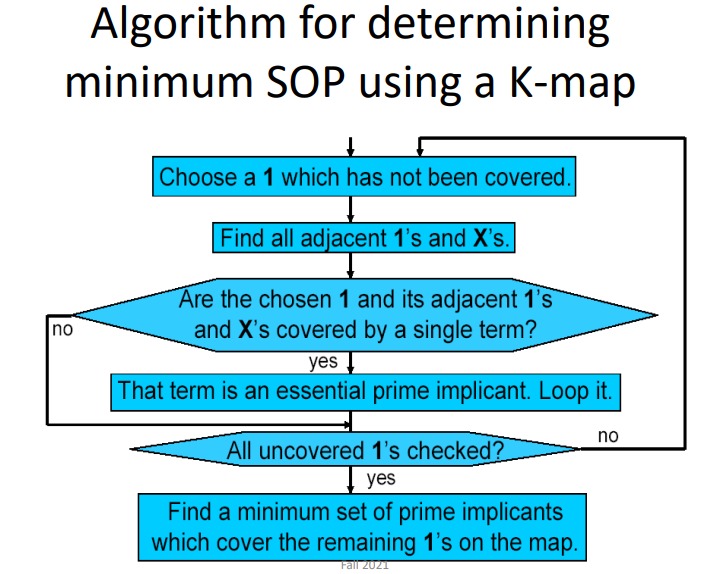 Algorithm for determining
minimum SOP using a K-map
Choose a 1 which has not been covered.
Find all adjacent 1's and X's.
Are the chosen 1 and its adjacent 1's
and X's covered by a single term?
no
yes
That term is an essential prime implicant. Loop it.
All uncovered 1's checked?
no
yes
Find a minimum set of prime implicants
which cover the remaining 1's on the map.
Fall 2021